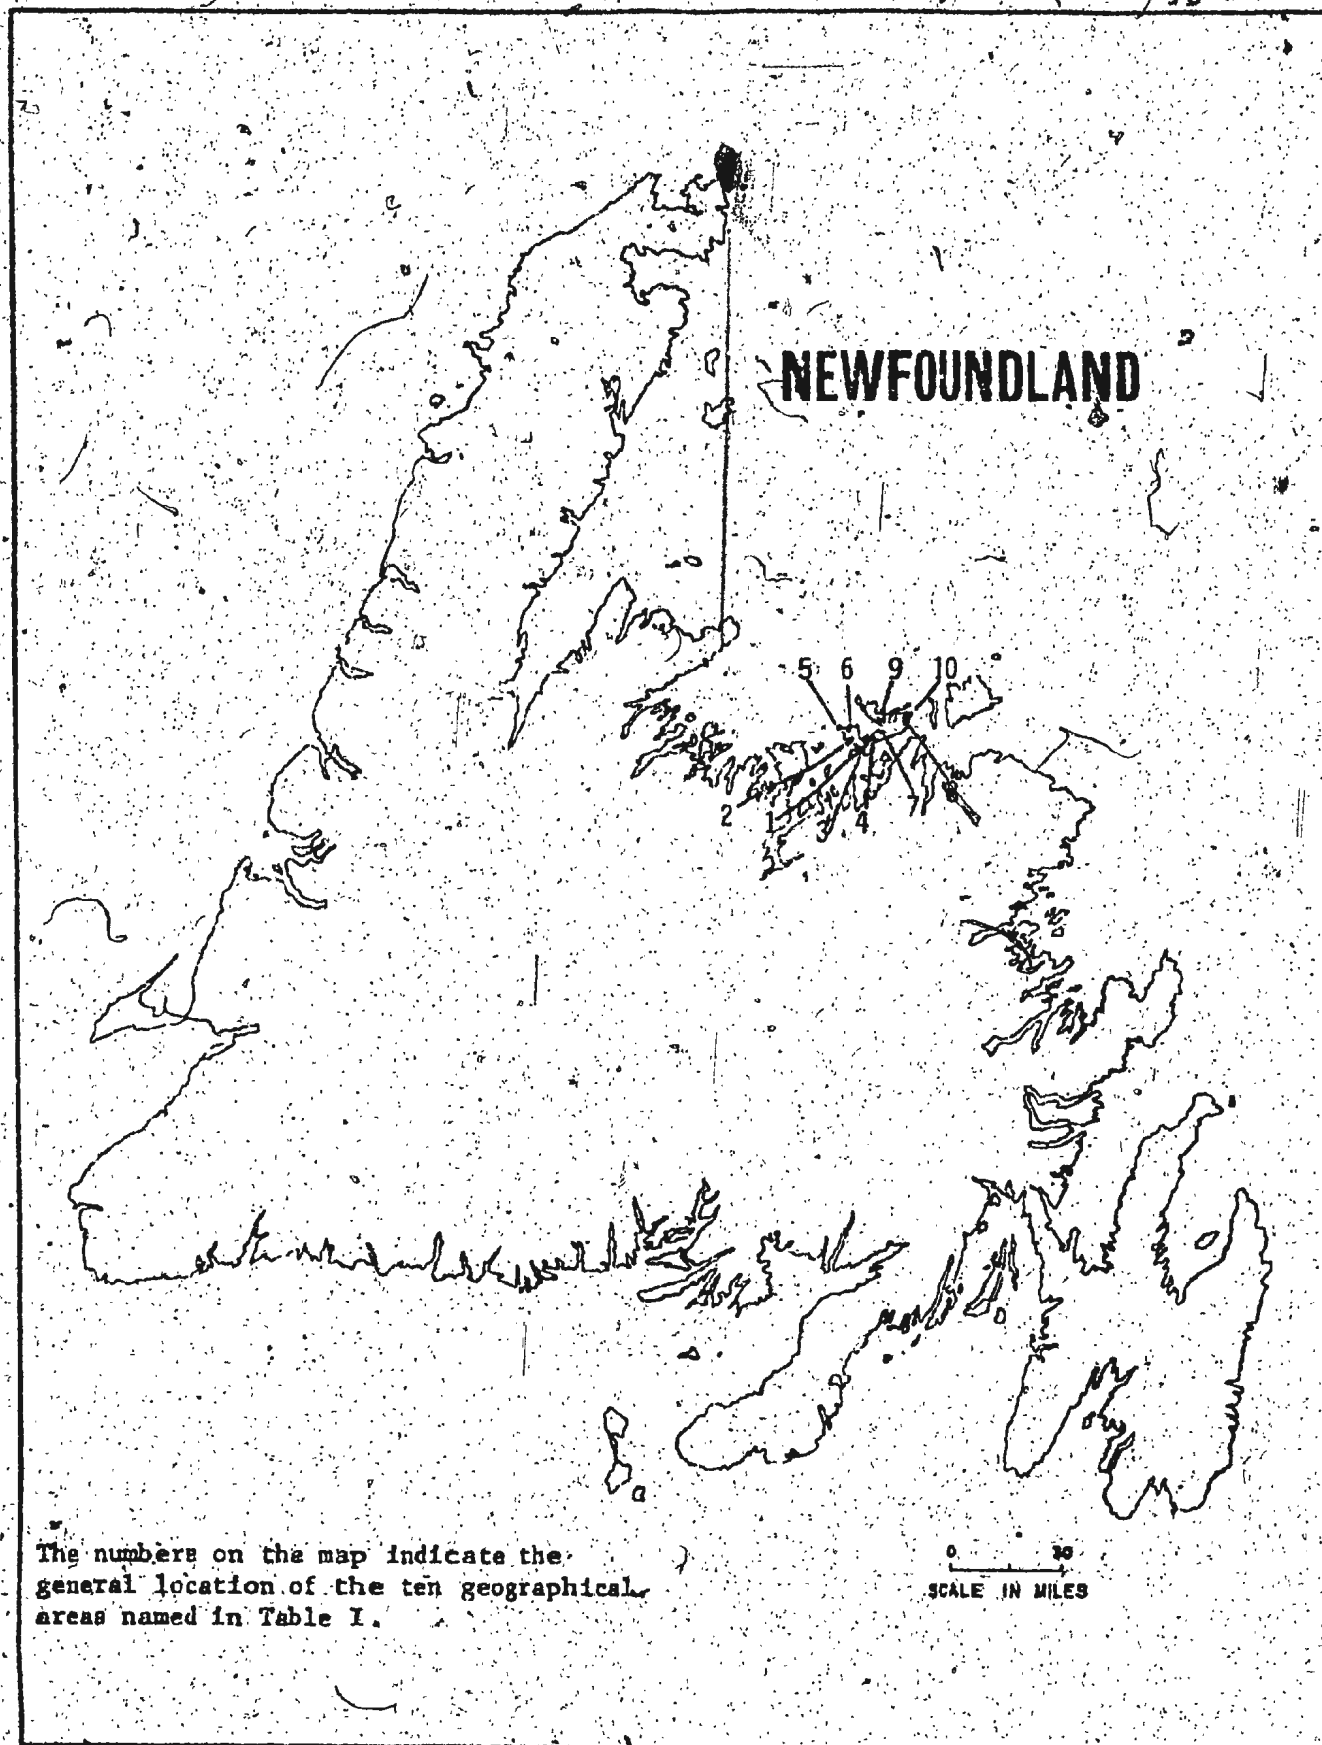 NEWFOUNDLAND
5 6 9 10
2 1 3 4 7 8
The numbers on the map indicate the
general location of the ten geographical
areas named in Table I.
0 30
SCALE IN MILES